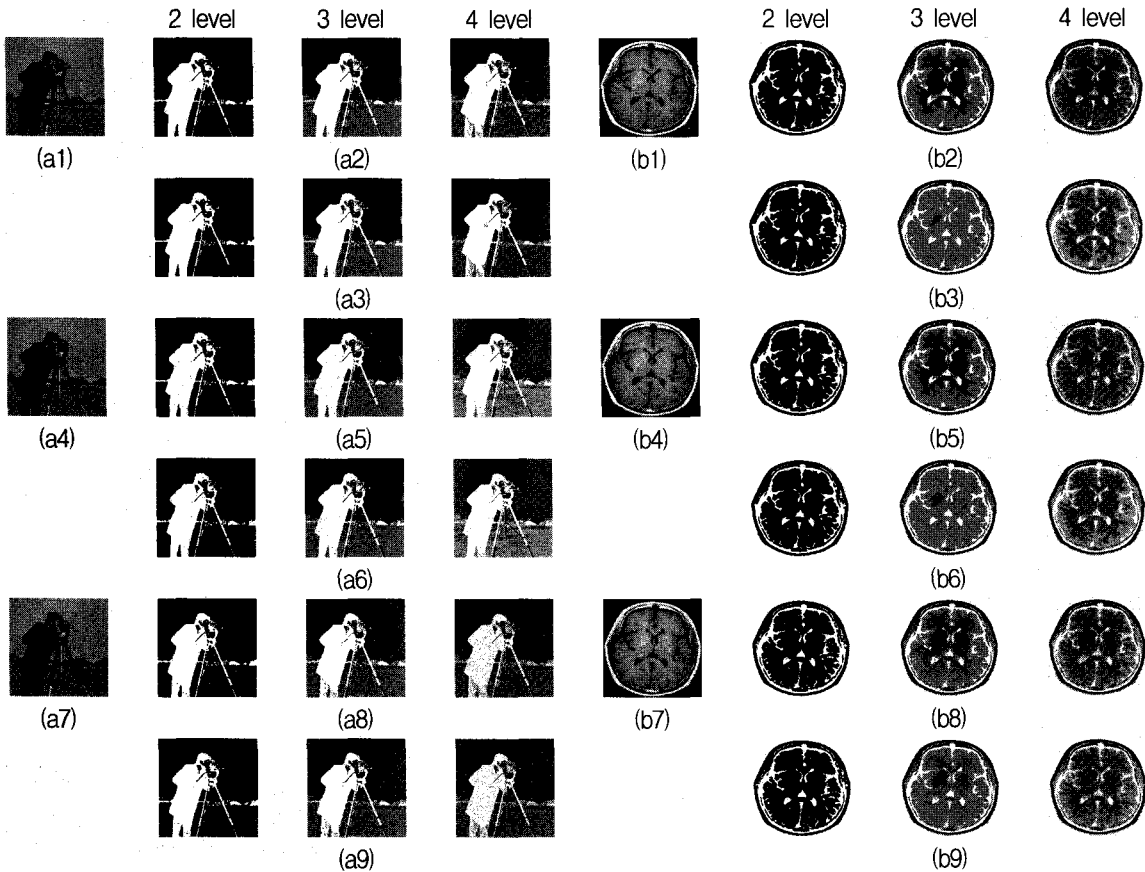 2 level 3 level 4 level 2 level 3 level 4 level
(a1) (a2) (b1) (b2)
(a3) (b3)
(a4) (a5) (b4) (b5)
(a6) (b6)
(a7) (a8) (b7) (b8)
(a9) (b9)